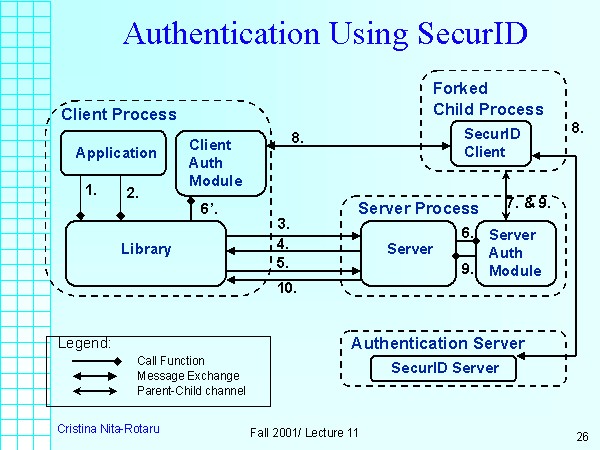 Authentication Using SecurID
Forked
Child Process
Client Process
SecurID
Client
8.
8.
Application
Client
Auth
Module
1.
2.
6’.
7. & 9.
Server Process
3.
4.
5.
10.
Library
Server
6.
9.
Server
Auth
Module
Legend:
Call Function
Message Exchange
Parent-Child channel
Authentication Server
SecurID Server
Cristina Nita-Rotaru
Fall 2001/ Lecture 11
26